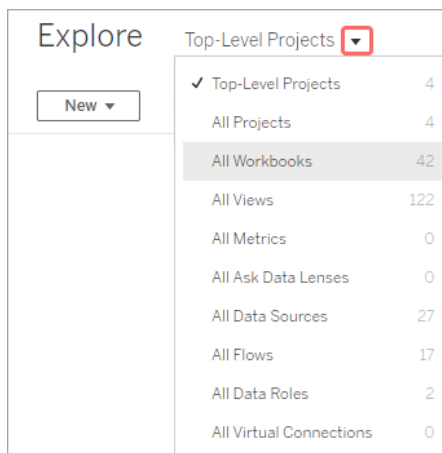 Explore Top-Level Projects
New
✓ Top-Level Projects 4
All Projects 4
All Workbooks 42
All Views 122
All Metrics 0
All Ask Data Lenses 0
All Data Sources 27
All Flows 17
All Data Roles 2
All Virtual Connections 0